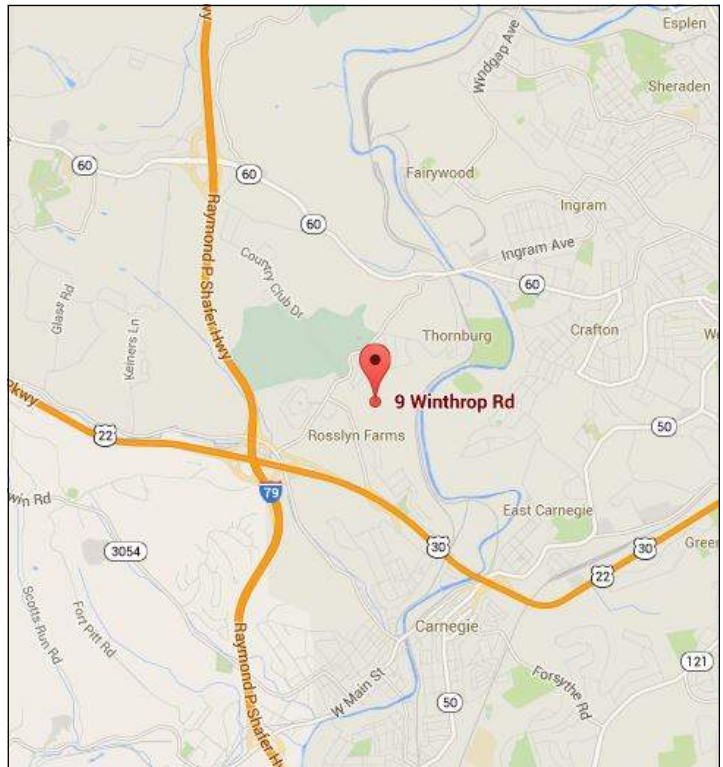 Esplen
Windgap Ave
Sheraden
60
60
Fairywood
Ingram
60
Raymond P Shafer Hwy
Country Club Dr
Ingram Ave
60
Glass Rd
Keiners Ln
Thornburg
Crafton
9 Winthrop Rd
Pkwy
22
Rosslyn Farms
50
79
East Carnegie
win Rd
3054
30
30
Green
22
Scotts Run Rd
Fort Pitt Rd
Raymond P Shafer H
Carnegie
W Main St
Forsythe Rd
121
50